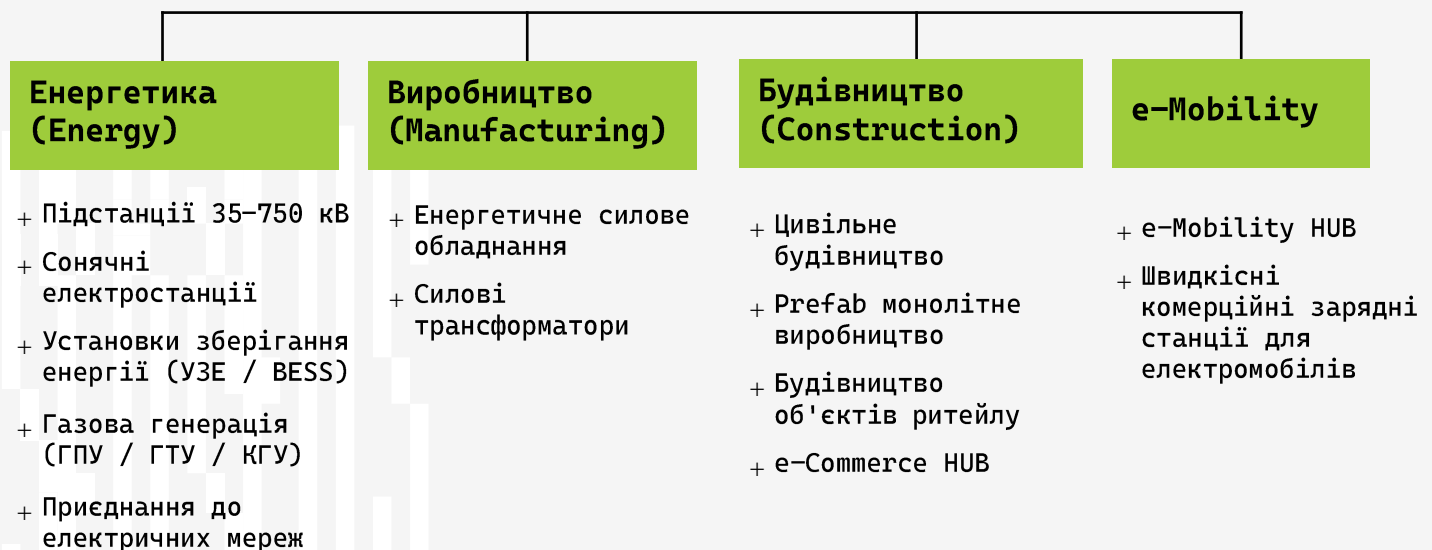 Енергетика
(Energy)
+ Підстанції 35–750 кВ
+ Сонячні
електростанції
+ Установки зберігання
енергії (УЗЕ / BESS)
+ Газова генерація
(ГПУ / ГТУ / КГУ)
+ Приєднання до
електричних мереж
Виробництво
(Manufacturing)
+ Енергетичне силове
обладнання
+ Силові
трансформатори
Будівництво
(Construction)
+ Цивільне
будівництво
+ Prefab монолітне
виробництво
+ Будівництво
об'єктів ритейлу
+ e–Commerce HUB
e–Mobility
+ e–Mobility HUB
+ Швидкісні
комерційні зарядні
станції для
електромобілів